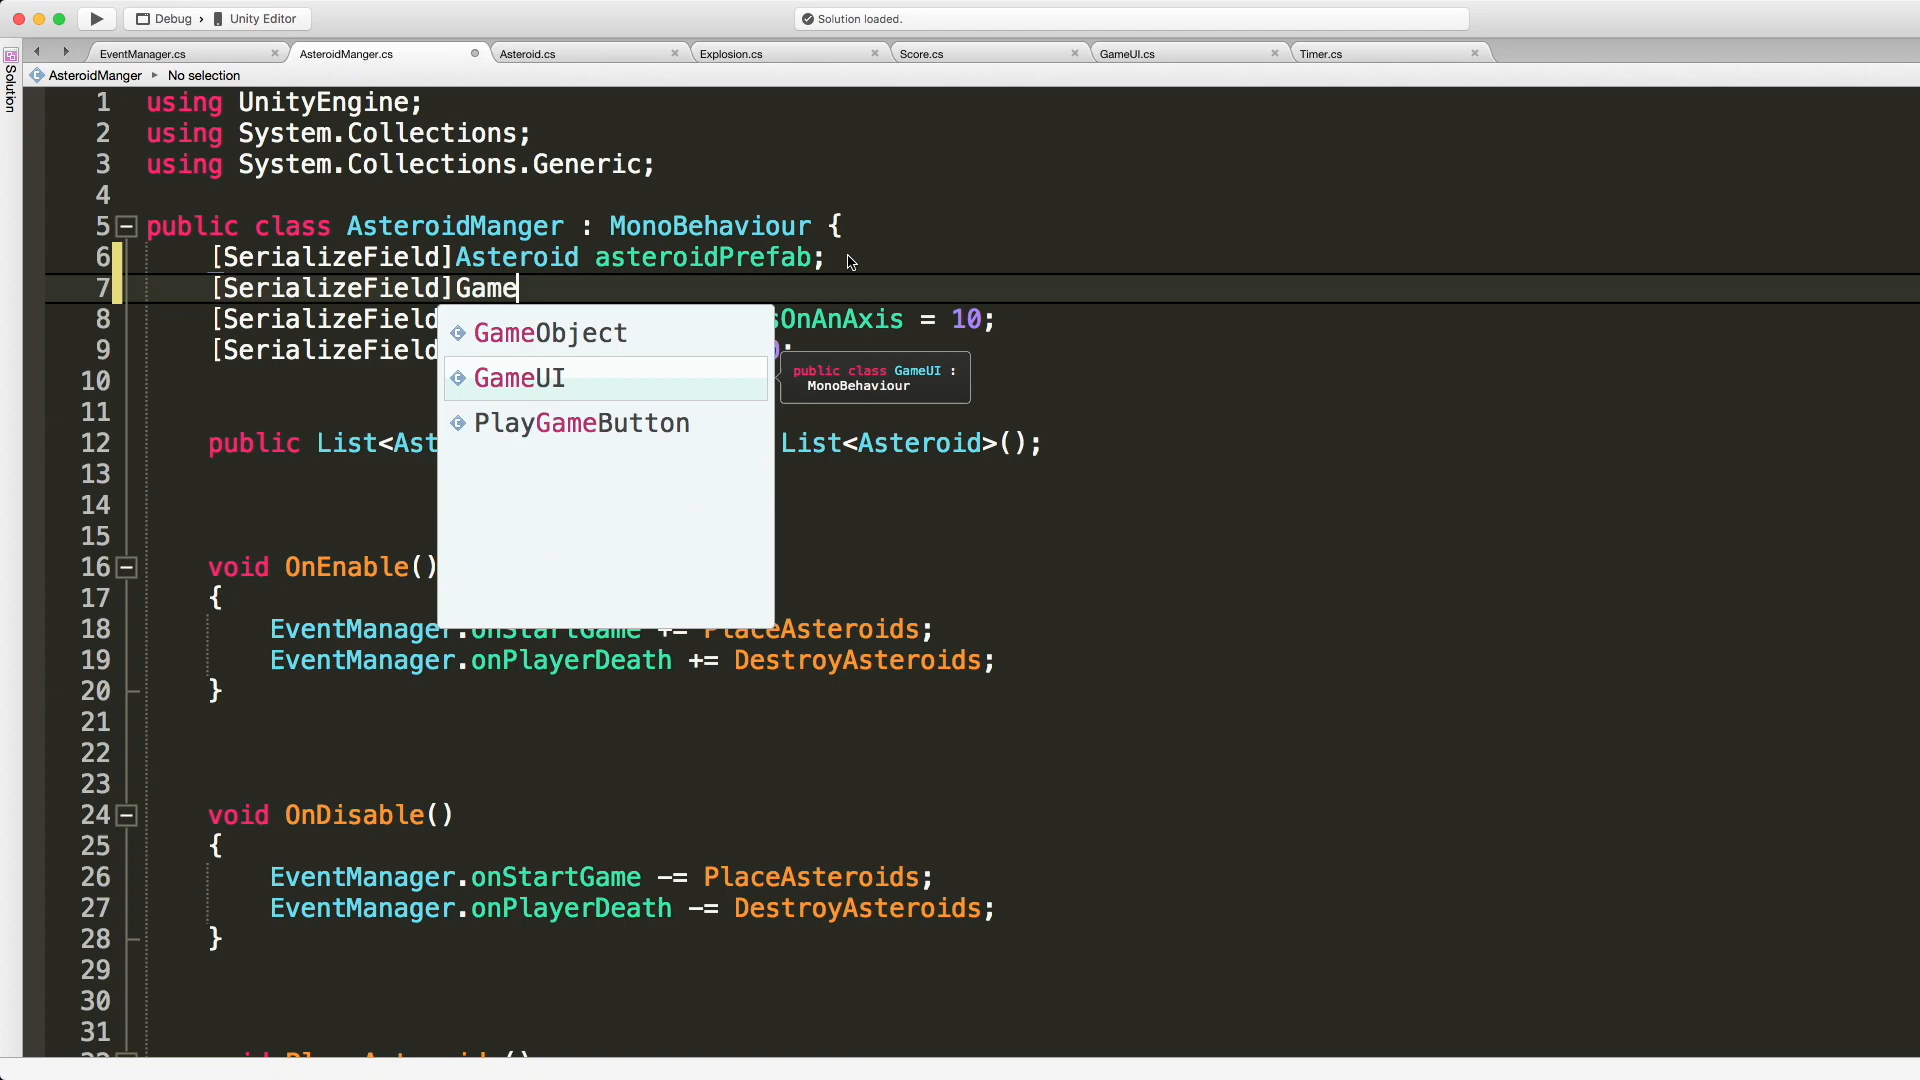 Debug › Unity Editor
Solution loaded.
EventManager.cs
AsteroidManger.cs
Asteroid.cs
Explosion.cs
Score.cs
GameUI.cs
Timer.cs
Solution
AsteroidManger ▸ No selection
1 using UnityEngine;
2 using System.Collections;
3 using System.Collections.Generic;
4
5 public class AsteroidManger : MonoBehaviour {
6 [SerializeField]Asteroid asteroidPrefab;
7 [SerializeField]Game
8 [SerializeField OnAnAxis = 10;
9 [SerializeField
GameObject
GameUI
PlayGameButton
public class GameUI :
MonoBehaviour
10
11
12 public List<Ast List<Asteroid>();
13
14
15
16 void OnEnable()
17 {
18 EventManager.onStartGame += PlaceAsteroids;
19 EventManager.onPlayerDeath += DestroyAsteroids;
20 }
21
22
23
24 void OnDisable()
25 {
26 EventManager.onStartGame -= PlaceAsteroids;
27 EventManager.onPlayerDeath -= DestroyAsteroids;
28 }
29
30
31